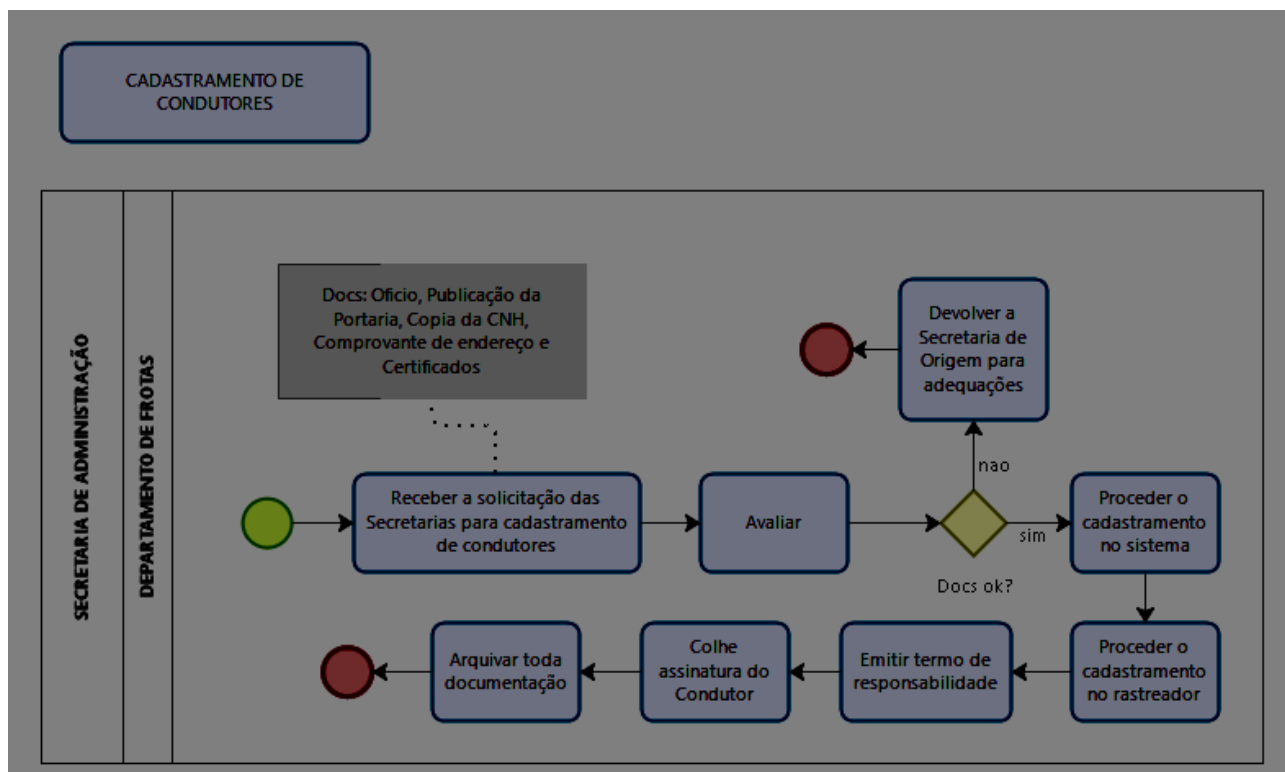 CADASTRAMENTO DE
CONDUTORES
SECRETARIA DE ADMINISTRAÇÃO
DEPARTAMENTO DE FROTAS
Docs: Oficio, Publicação da
Portaria, Copia da CNH,
Comprovante de endereço e
Certificados
Devolver a
Secretaria de
Origem para
adequações
nao
Receber a solicitação das
Secretarias para cadastramento
de condutores
Avaliar
Docs ok?
sim
Proceder o
cadastramento
no sistema
Proceder o
cadastramento
no rastreador
Emitir termo de
responsabilidade
Colhe
assinatura do
Condutor
Arquivar toda
documentação